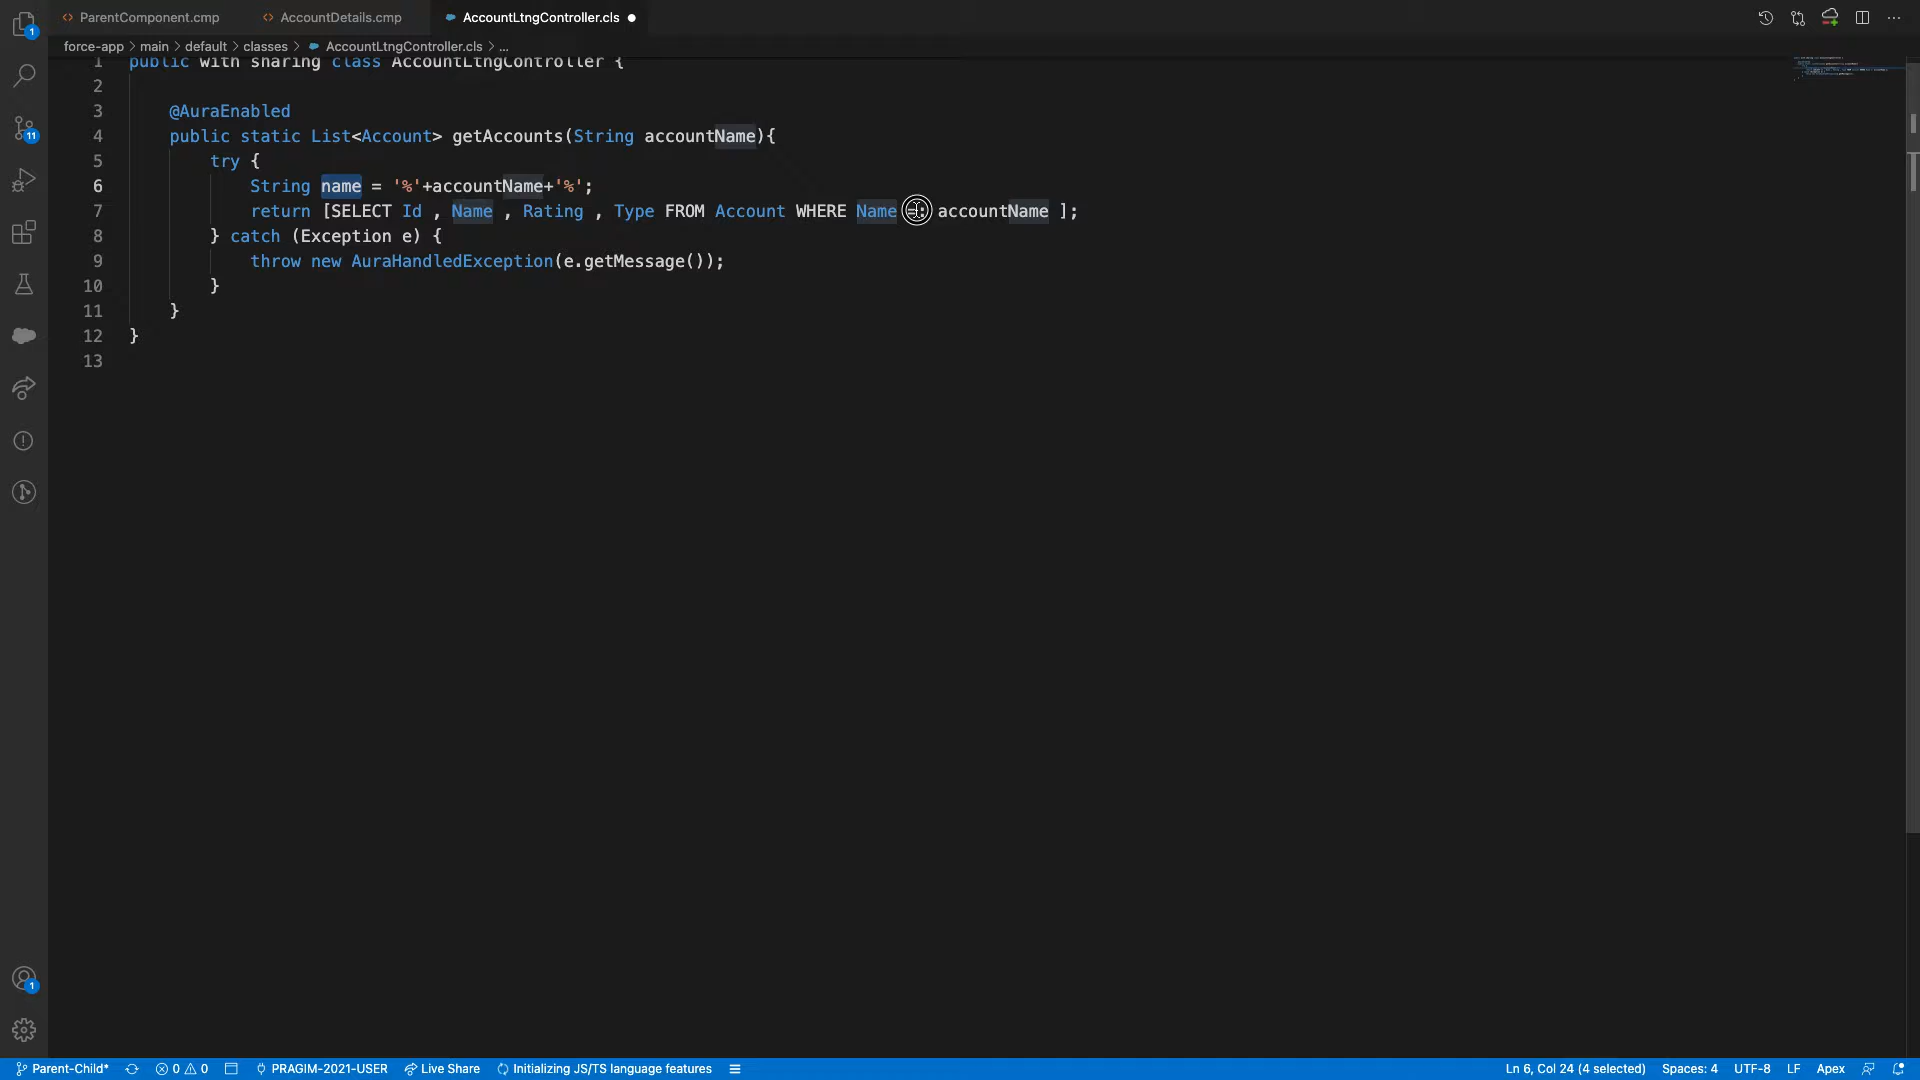 1
ParentComponent.cmp AccountDetails.cmp AccountLtngController.cls
force-app > main > default > classes > AccountLtngController.cls > ...
1 public with sharing class AccountLtngController {
2
11
3 @AuraEnabled
4 public static List<Account> getAccounts(String accountName){
5 try {
6 String name = '%'+accountName+'%';
7 return [SELECT Id , Name , Rating , Type FROM Account WHERE Name =: accountName ];
8 } catch (Exception e) {
9 throw new AuraHandledException(e.getMessage());
10 }
11 }
12 }
13
1
Parent-Child* 0 0 PRAGIM-2021-USER Live Share Initializing JS/TS language features Ln 6, Col 24 (4 selected) Spaces: 4 UTF-8 LF Apex